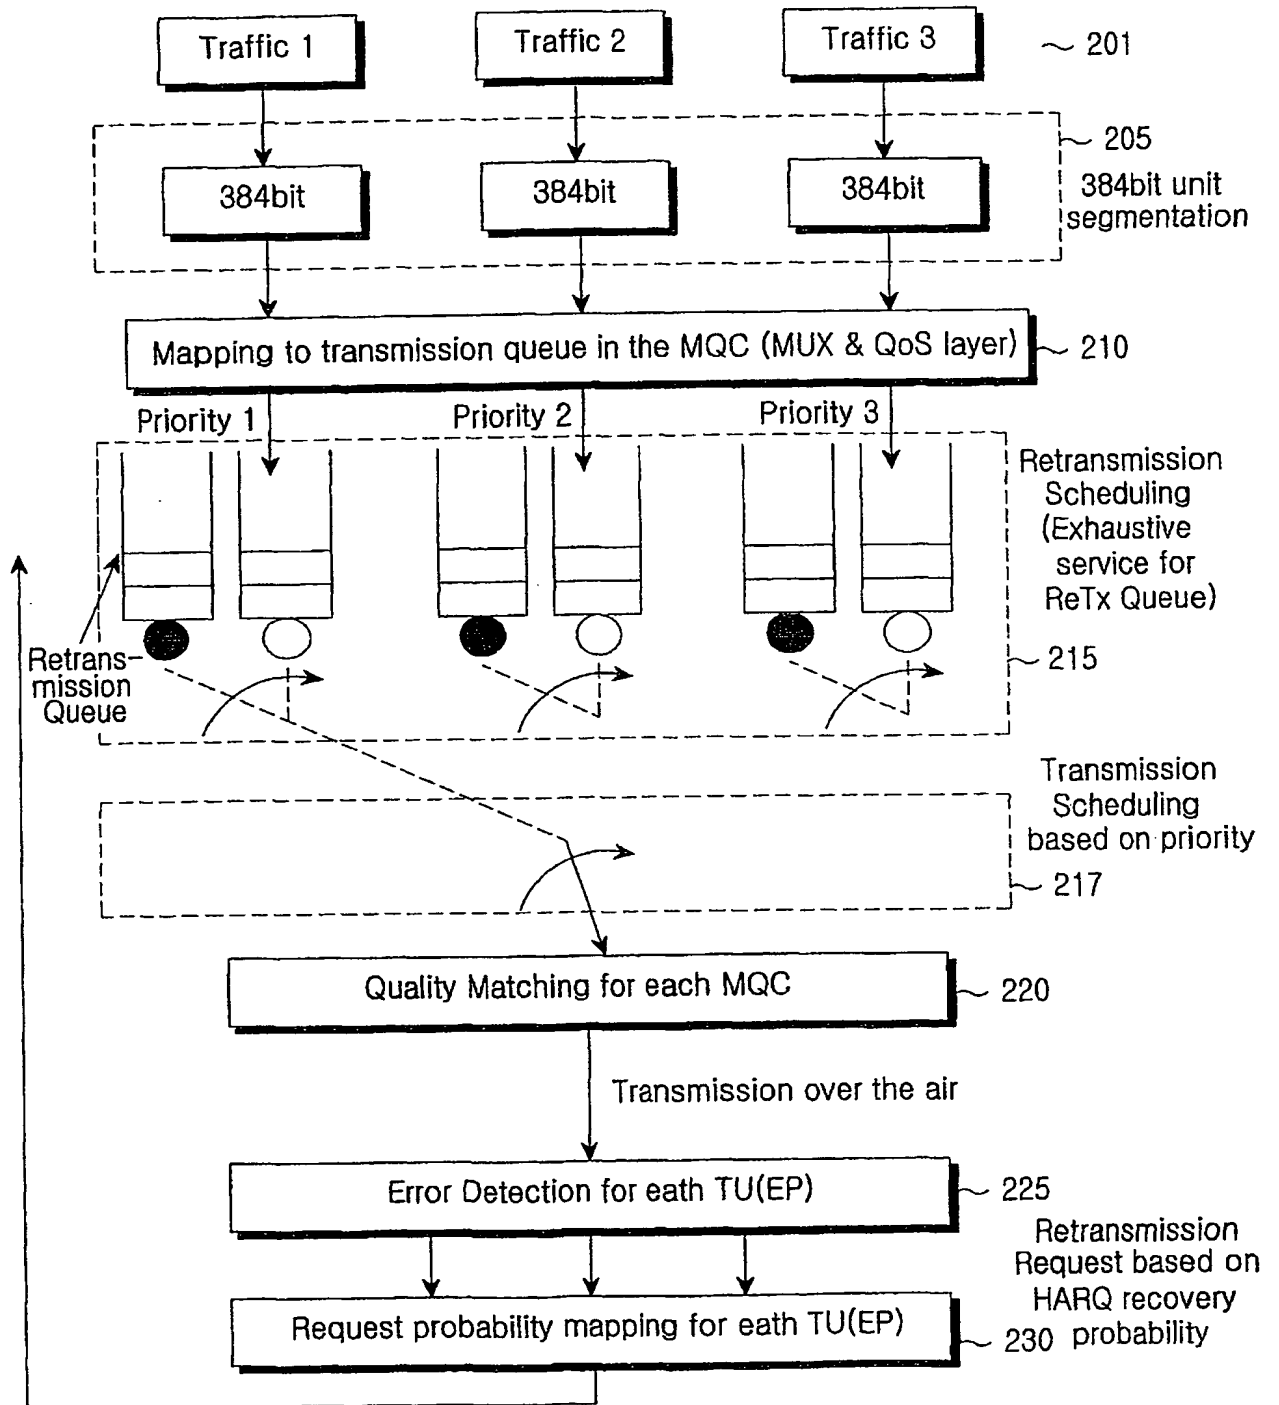 Traffic 1
Traffic 2
Traffic 3
201
205
384bit
384bit
384bit
384bit unit
segmentation
Mapping to transmission queue in the MQC (MUX & QoS layer)
210
Priority 1
Priority 2
Priority 3
Retransmission
Scheduling
(Exhaustive
service for
ReTx Queue)
215
Retrans-
mission
Queue
Transmission
Scheduling
based on priority
217
Quality Matching for each MQC
220
Transmission over the air
Error Detection for eath TU(EP)
225
Retransmission
Request based on
HARQ recovery
probability
Request probability mapping for eath TU(EP)
230